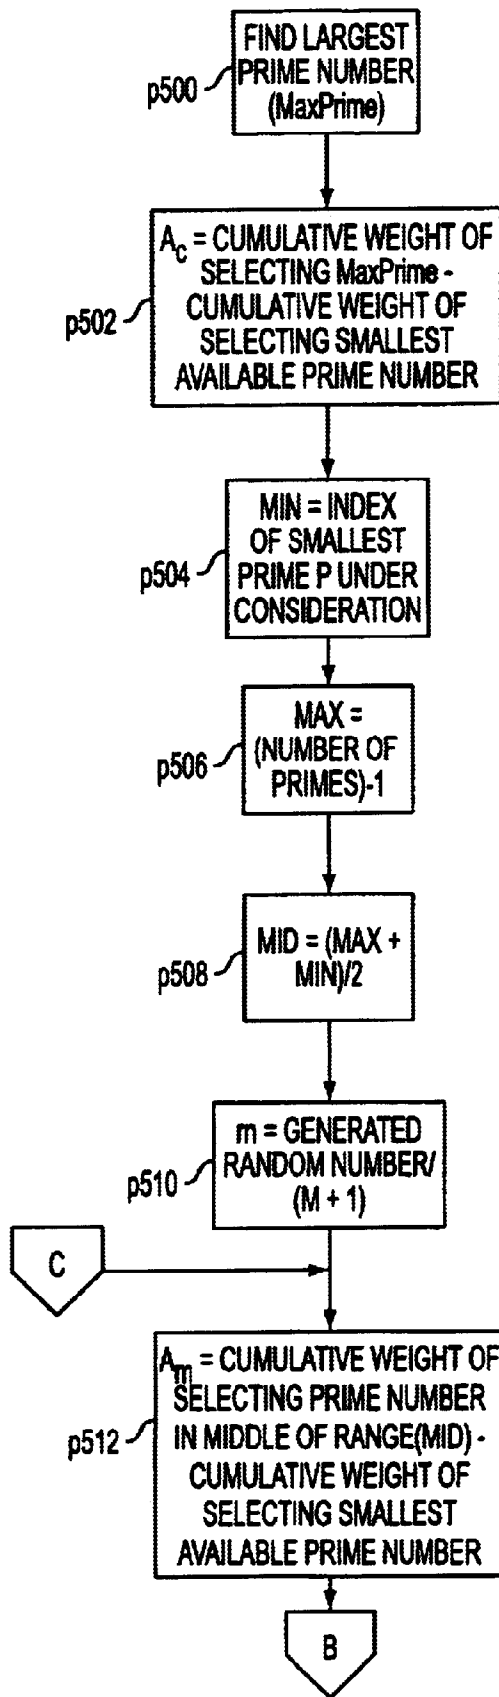 FIND LARGEST
PRIME NUMBER
(MaxPrime)
p500
A_c = CUMULATIVE WEIGHT OF
SELECTING MaxPrime -
CUMULATIVE WEIGHT OF
SELECTING SMALLEST
AVAILABLE PRIME NUMBER
p502
MIN = INDEX
OF SMALLEST
PRIME P UNDER
CONSIDERATION
p504
MAX =
(NUMBER OF
PRIMES)-1
p506
MID = (MAX +
MIN)/2
p508
m = GENERATED
RANDOM NUMBER/
(M + 1)
p510
C
A_m = CUMULATIVE WEIGHT OF
SELECTING PRIME NUMBER
IN MIDDLE OF RANGE(MID) -
CUMULATIVE WEIGHT OF
SELECTING SMALLEST
AVAILABLE PRIME NUMBER
p512
B